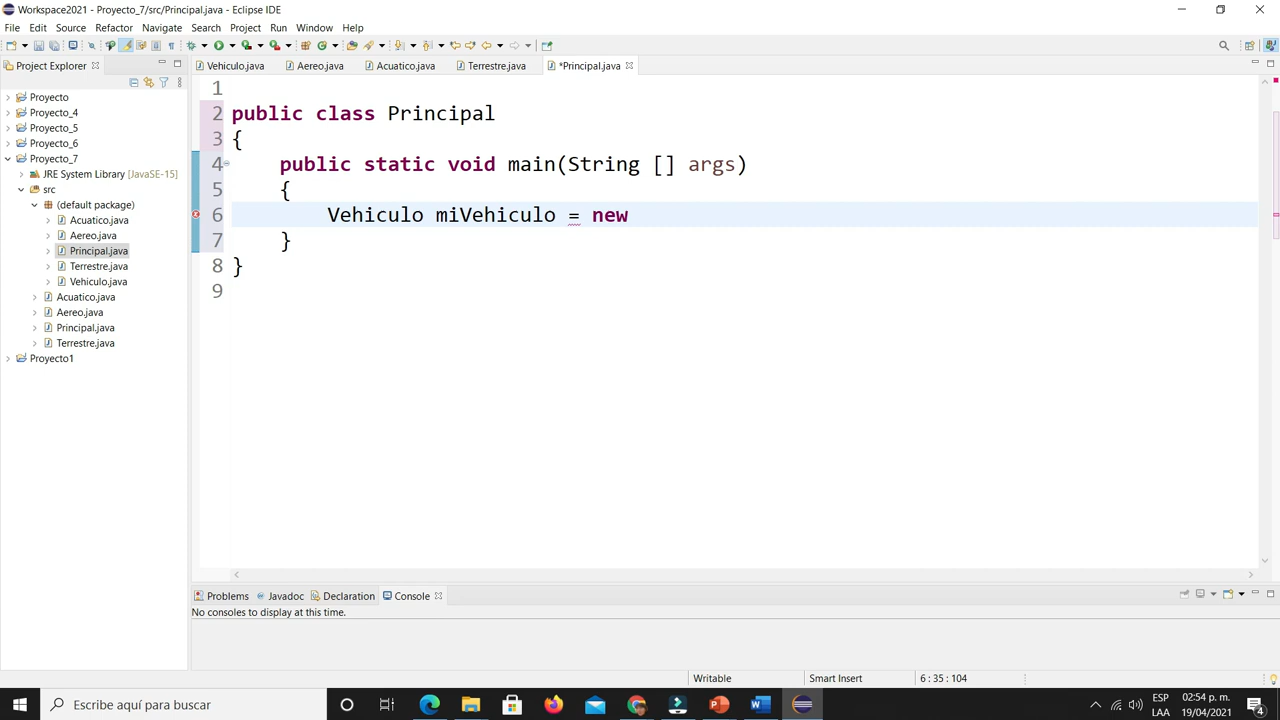 Workspace2021 - Proyecto_7/src/Principal.java - Eclipse IDE
File Edit Source Refactor Navigate Search Project Run Window Help
Project Explorer
Vehiculo.java Aereo.java Acuatico.java Terrestre.java *Principal.java
Proyecto
Proyecto_4
Proyecto_5
Proyecto_6
Proyecto_7
JRE System Library [JavaSE-15]
src
(default package)
Acuatico.java
Aereo.java
Principal.java
Terrestre.java
Vehiculo.java
Acuatico.java
Aereo.java
Principal.java
Terrestre.java
Proyecto1
1
2 public class Principal
3 {
4 public static void main(String [] args)
5 {
6 Vehiculo miVehiculo = new
7 }
8 }
9
Problems Javadoc Declaration Console
No consoles to display at this time.
Writable Smart Insert 6 : 35 : 104
Escribe aquí para buscar
ESP
LAA
02:54 p. m.
19/04/2021
4